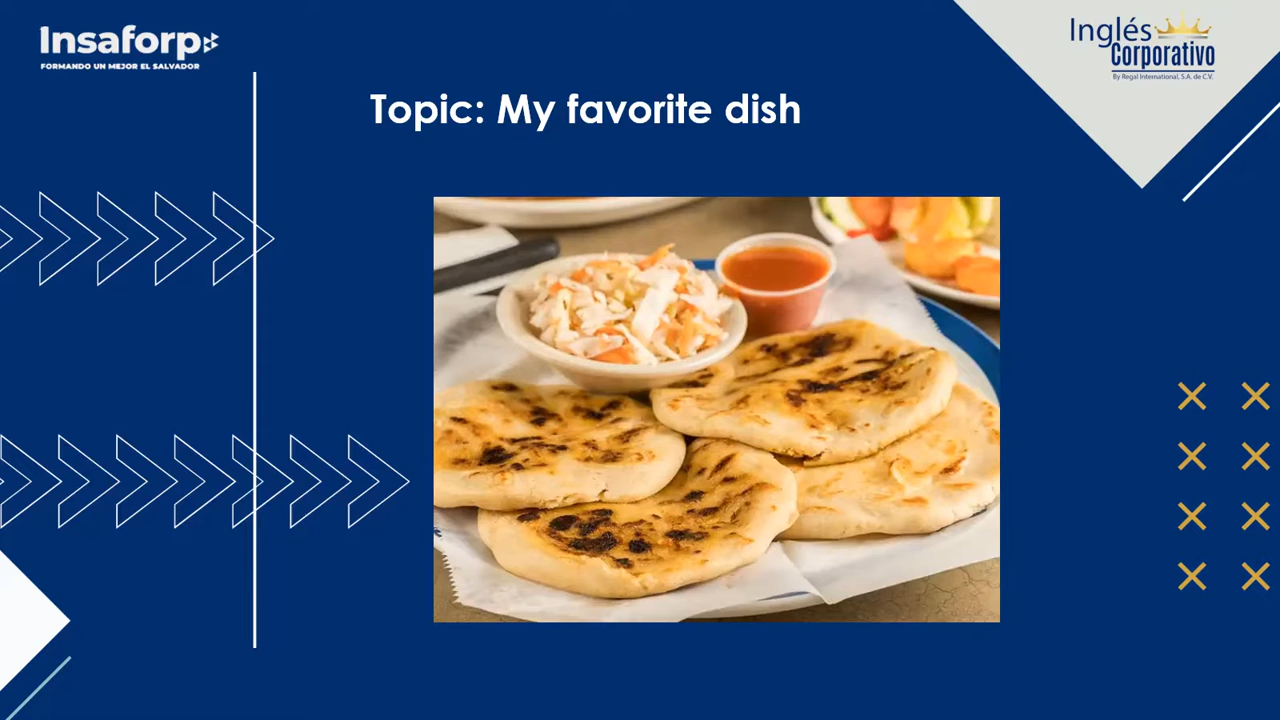 Insaforp
FORMANDO UN MEJOR EL SALVADOR
Inglés
Corporativo
By Regal International, S.A. de C.V.
Topic: My favorite dish